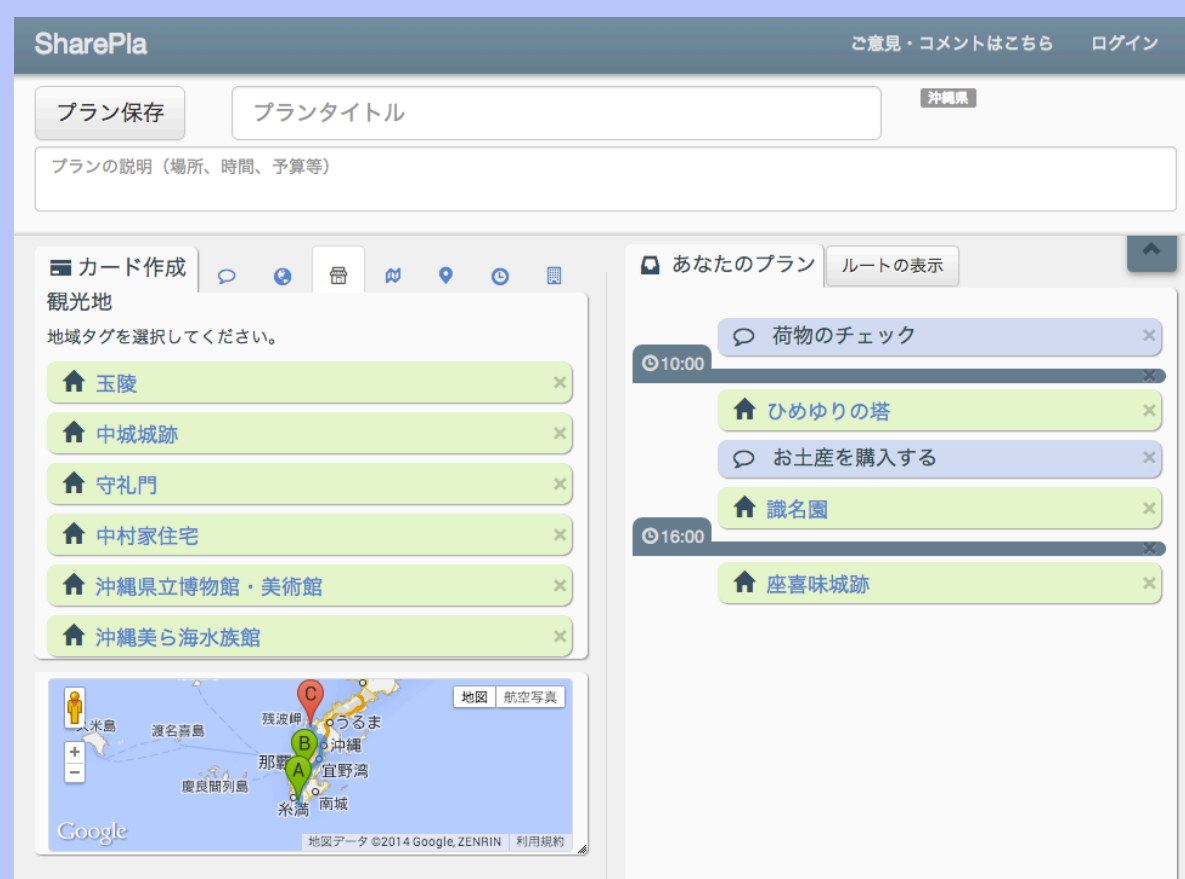 SharePla
ご意見・コメントはこちら
ログイン
プラン保存
プランタイトル
沖縄県
プランの説明（場所、時間、予算等）
カード作成
観光地
地域タグを選択してください。
玉陵
中城城跡
守礼門
中村家住宅
沖縄県立博物館・美術館
沖縄美ら海水族館
あなたのプラン
ルートの表示
荷物のチェック
10:00
ひめゆりの塔
お土産を購入する
識名園
16:00
座喜味城跡
地図
航空写真
C
残波岬
うるま
米島
渡名喜島
B
沖縄
那覇
A
宜野湾
慶良間列島
糸満
南城
Google
地図データ ©2014 Google, ZENRIN
利用規約